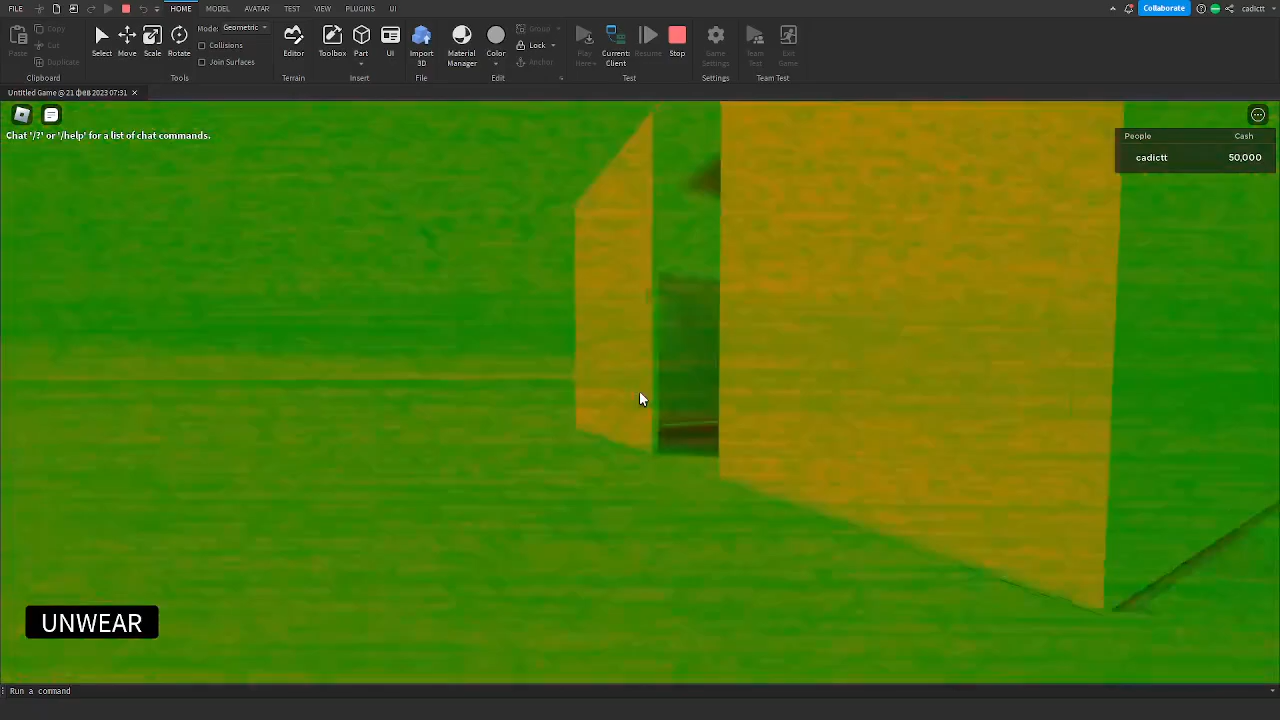 FILE
HOME MODEL AVATAR TEST VIEW PLUGINS UI
Collaborate
cadictt
Paste
Copy
Cut
Duplicate
Clipboard
Select Move Scale Rotate
Mode: Geometric
Collisions
Join Surfaces
Tools
Editor
Terrain
Toolbox Part UI
Insert
Import
3D
File
Material
Manager
Color
Group
Lock
Anchor
Edit
Play
Here
Current:
Client
Resume Stop
Test
Game
Settings
Settings
Team
Test
Exit
Game
Team Test
Untitled Game @ 21 фев 2023 07:31
Chat '/?' or '/help' for a list of chat commands.
People Cash
cadictt 50,000
UNWEAR
Run a command